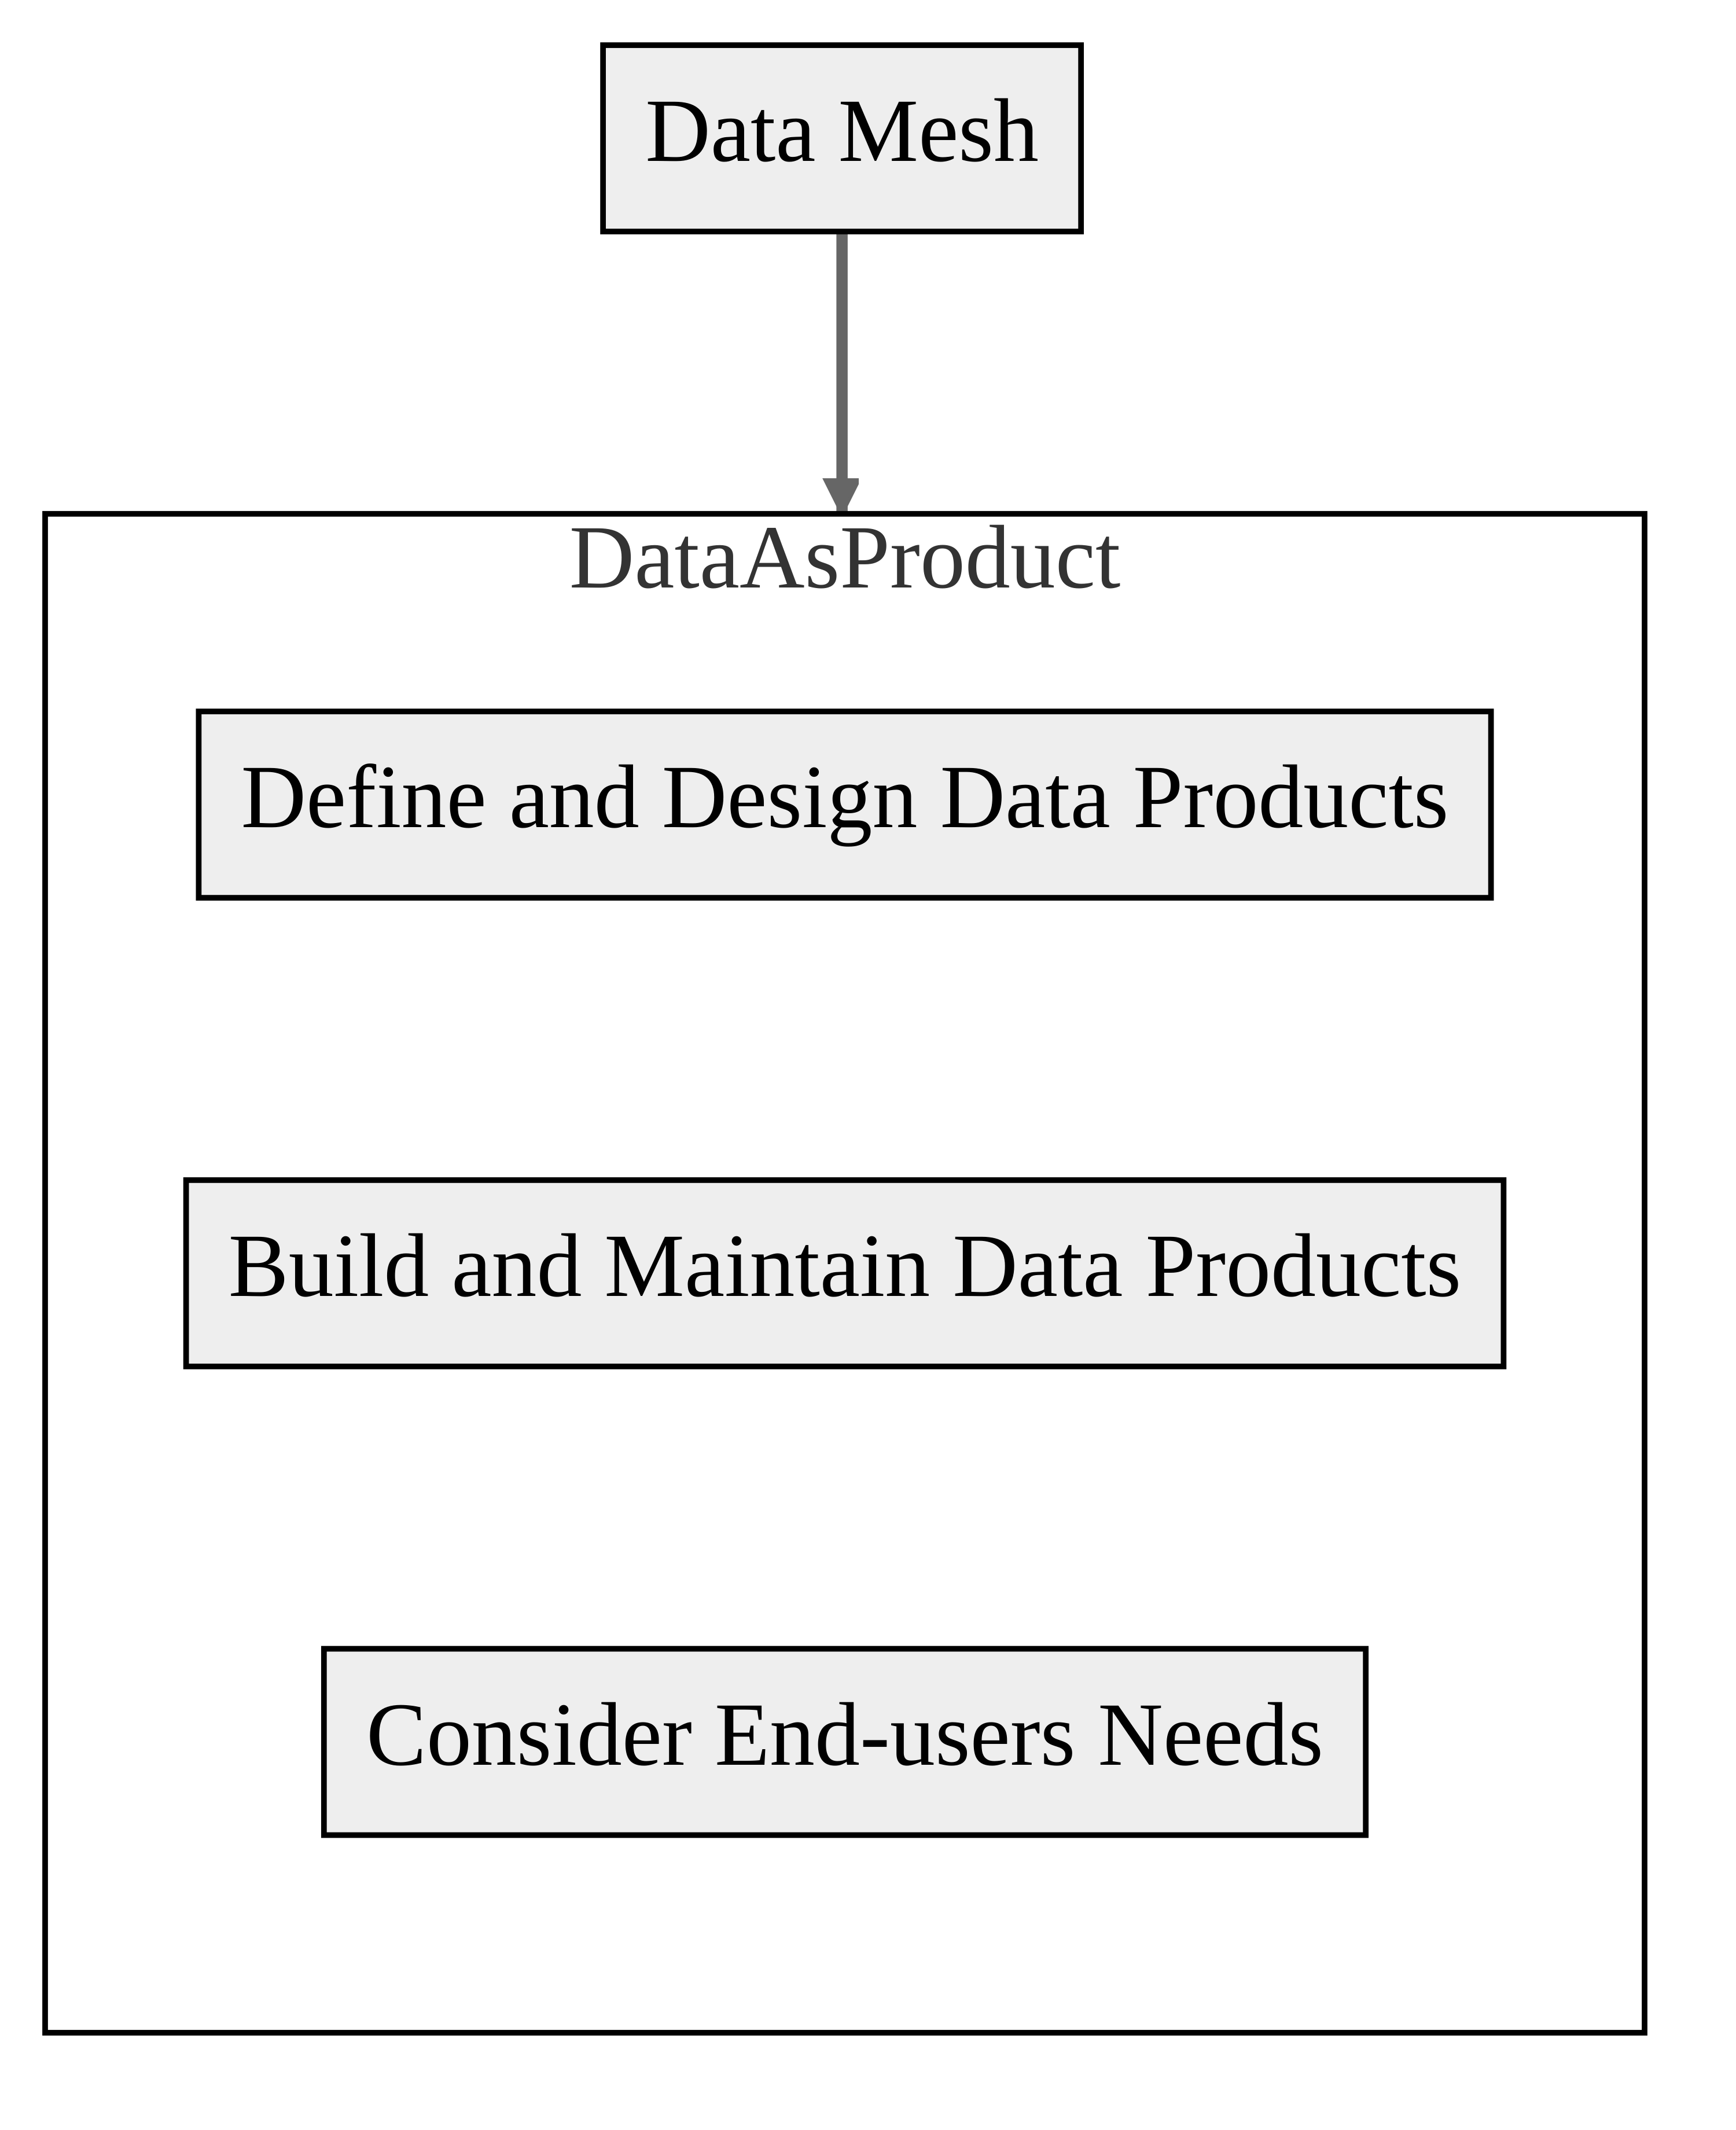 Data Mesh
DataAsProduct
Define and Design Data Products
Build and Maintain Data Products
Consider End-users Needs